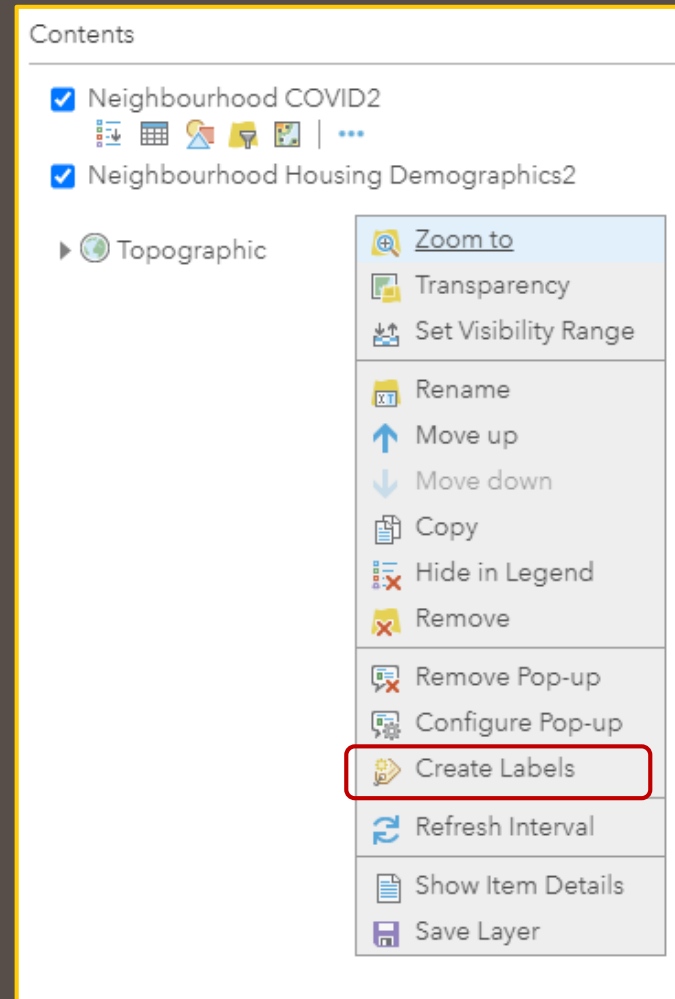 Contents
Neighbourhood COVID2
Neighbourhood Housing Demographics2
Topographic
Zoom to
Transparency
Set Visibility Range
Rename
Move up
Move down
Copy
Hide in Legend
Remove
Remove Pop-up
Configure Pop-up
Create Labels
Refresh Interval
Show Item Details
Save Layer